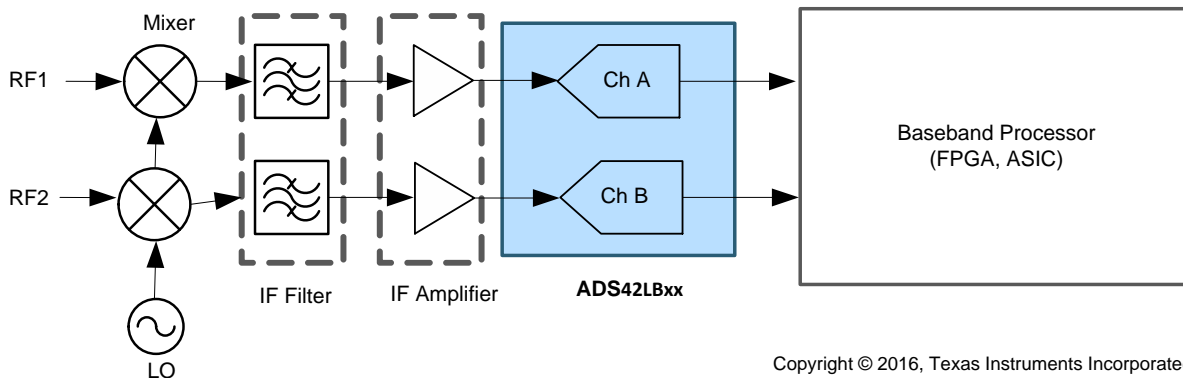 Mixer
RF1
RF2
LO
IF Filter
IF Amplifier
Ch A
Ch B
ADS42LBxx
Baseband Processor
(FPGA, ASIC)
Copyright © 2016, Texas Instruments Incorporate